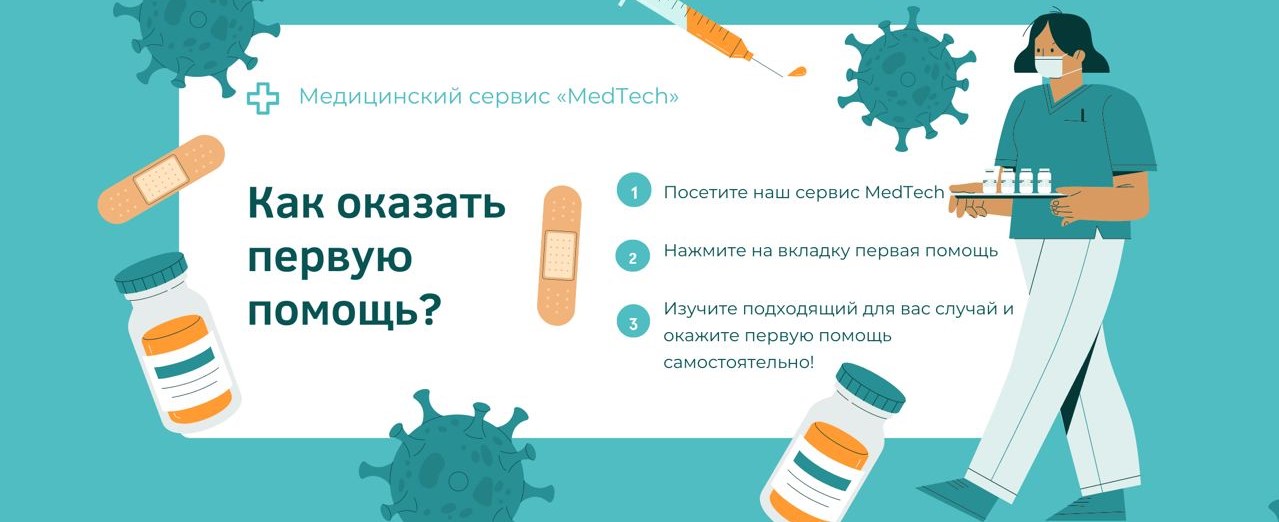 Медицинский сервис «MedTech»
Как оказать
первую
помощь?
1
Посетите наш сервис MedTech
2
Нажмите на вкладку первая помощь
3
Изучите подходящий для вас случай и
окажите первую помощь
самостоятельно!